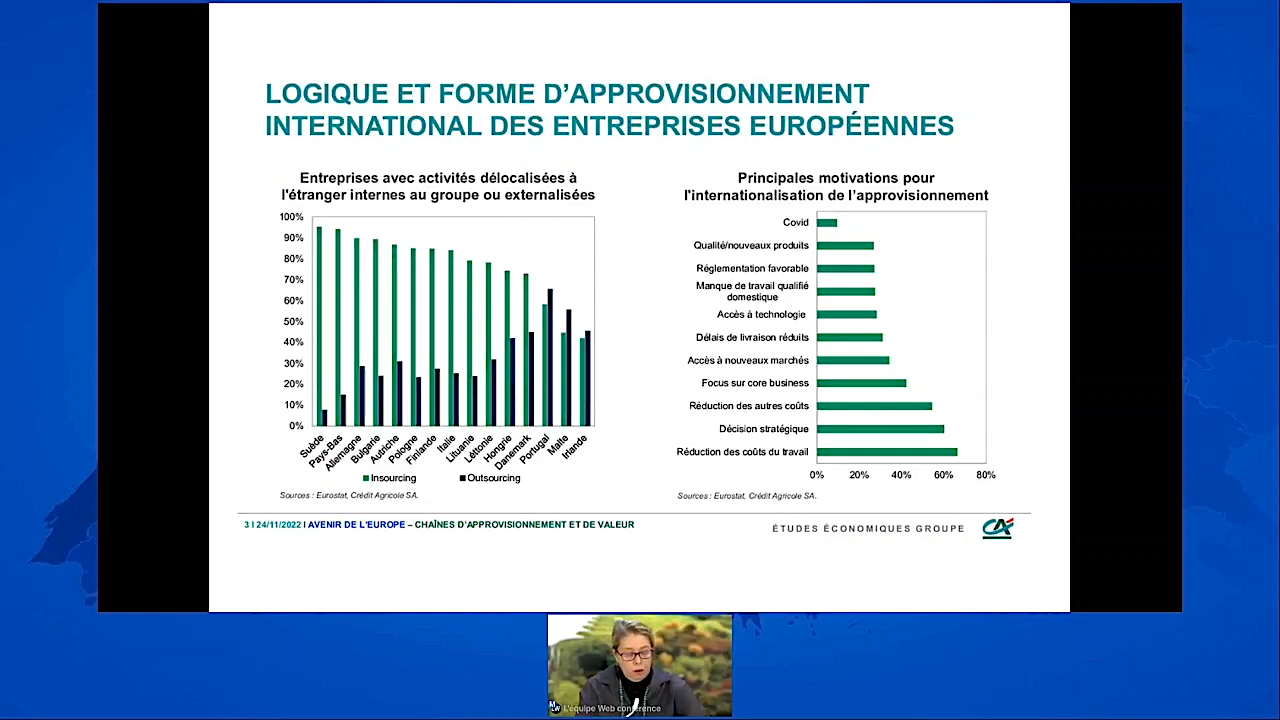 LOGIQUE ET FORME D’APPROVISIONNEMENT
INTERNATIONAL DES ENTREPRISES EUROPÉENNES
Entreprises avec activités délocalisées à
l'étranger internes au groupe ou externalisées
100%
90%
80%
70%
60%
50%
40%
30%
20%
10%
0%
Suède
Pays-Bas
Allemagne
Bulgarie
Autriche
Pologne
Finlande
Italie
Lituanie
Léttonie
Hongrie
Danemark
Portugal
Malte
Irlande
Insourcing
Outsourcing
Sources : Eurostat, Crédit Agricole SA.
Principales motivations pour
l'internationalisation de l’approvisionnement
Covid
Qualité/nouveaux produits
Réglementation favorable
Manque de travail qualifié
domestique
Accès à technologie
Délais de livraison réduits
Accès à nouveaux marchés
Focus sur core business
Réduction des autres coûts
Décision stratégique
Réduction des coûts du travail
0% 20% 40% 60% 80%
Sources : Eurostat, Crédit Agricole SA.
3 I 24/11/2022 I AVENIR DE L'EUROPE – CHAÎNES D’APPROVISIONNEMENT ET DE VALEUR
ÉTUDES ÉCONOMIQUES GROUPE
CA
L'équipe Web conférence